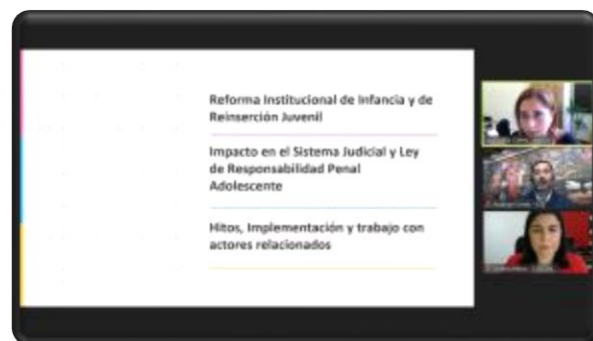 Reforma Institucional de Infancia y de
Reinserción Juvenil
Impacto en el Sistema Judicial y Ley
de Responsabilidad Penal
Adolescente
Hitos, Implementación y trabajo con
actores relacionados